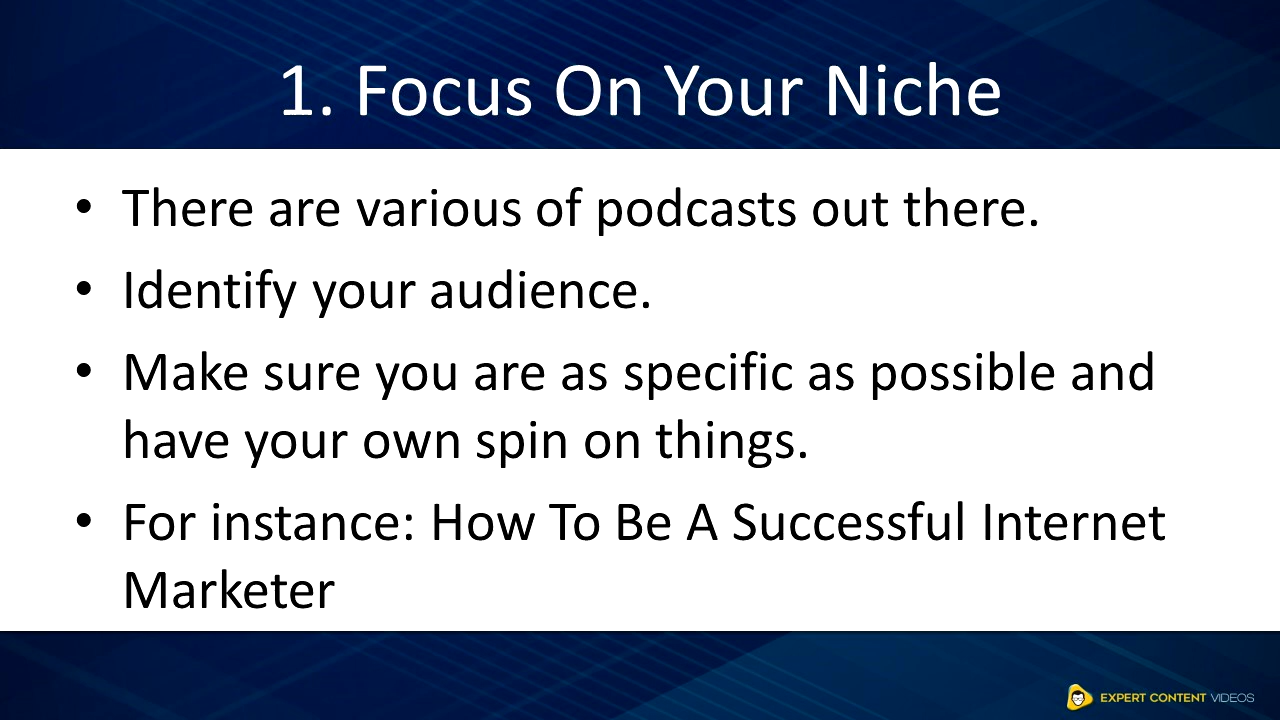 1. Focus On Your Niche
• There are various of podcasts out there.
• Identify your audience.
• Make sure you are as specific as possible and
have your own spin on things.
• For instance: How To Be A Successful Internet
Marketer
EXPERT CONTENT VIDEOS